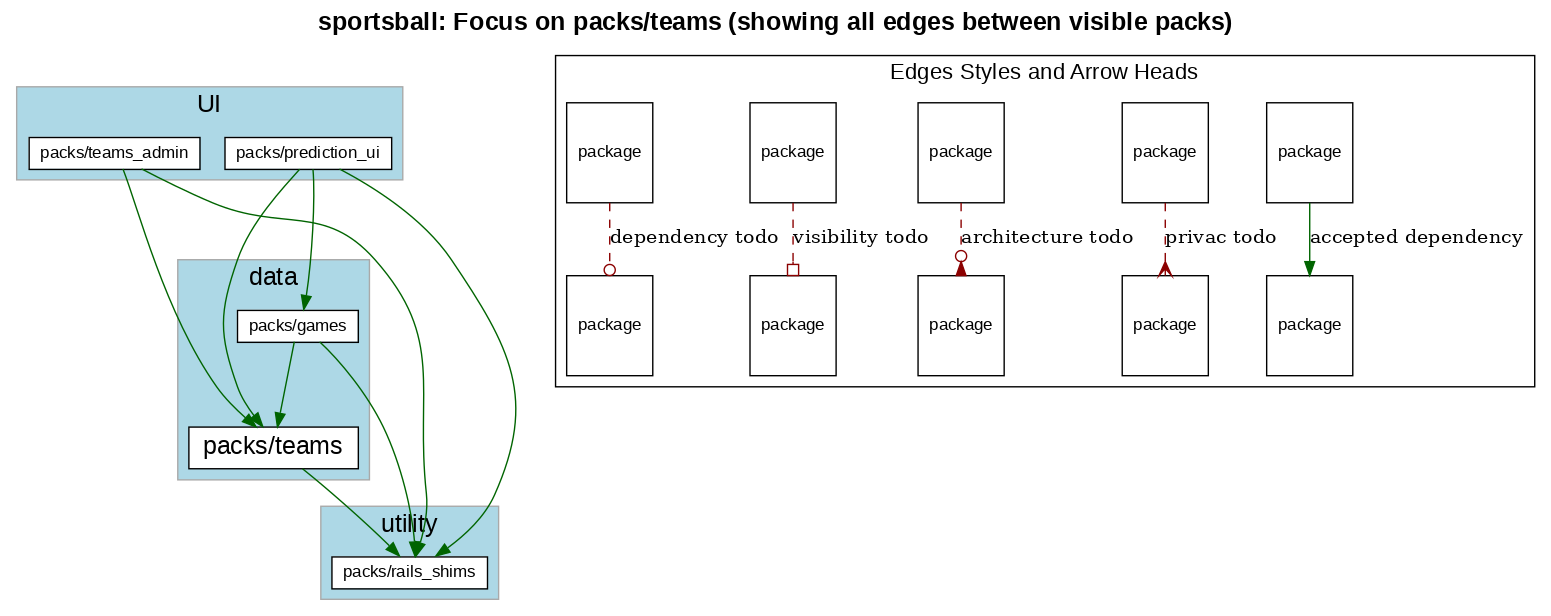 sportsball: Focus on packs/teams (showing all edges between visible packs)
UI
packs/teams_admin
packs/prediction_ui
data
packs/games
packs/teams
utility
packs/rails_shims
Edges Styles and Arrow Heads
package
package
package
package
package
dependency todo
visibility todo
architecture todo
privac todo
accepted dependency
package
package
package
package
package